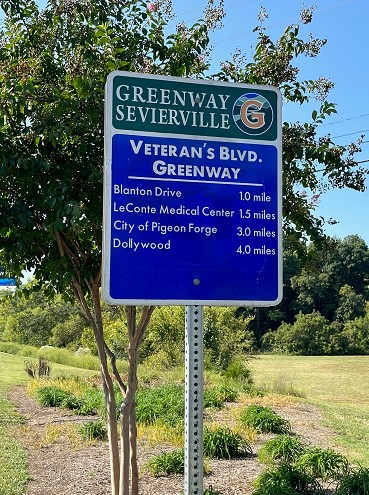 GREENWAY
SEVIERVILLE
G
VETERAN'S BLVD.
GREENWAY
Blanton Drive 1.0 mile
LeConte Medical Center 1.5 miles
City of Pigeon Forge 3.0 miles
Dollywood 4.0 miles